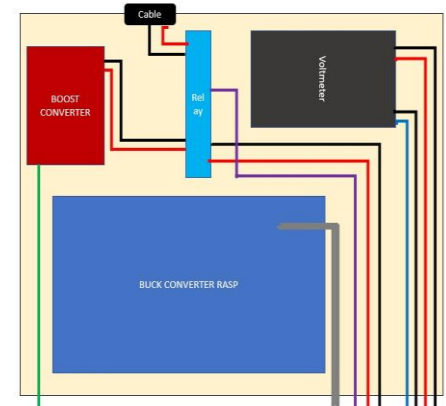 Cable
BOOST
CONVERTER
Rel
ay
Voltmeter
BUCK CONVERTER RASP